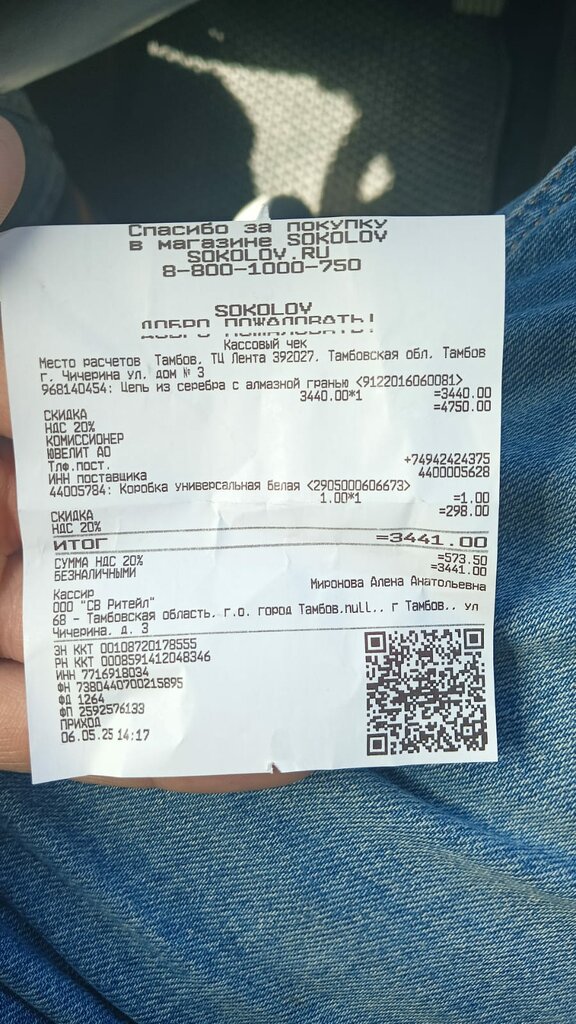 Спасибо за покупку
в магазине SOKOLOV
SOKOLOV.RU
8-800-1000-750
SOKOLOV
ДОБРО ПОЖАЛОВАТЬ!
Кассовый чек
Место расчетов Тамбов, ТЦ Лента 392027, Тамбовская обл, Тамбов
г, Чичерина ул, дом № 3
968140454: Цепь из серебра с алмазной гранью <9122016060081>
3440.00*1 =3440.00
СКИДКА =4750.00
НДС 20%
КОМИССИОНЕР
ЮВЕЛИТ АО
Тлф.пост. +74942424375
ИНН поставщика 4400005628
44005784: Коробка универсальная белая <2905000606673>
1.00*1 =1.00
СКИДКА =298.00
НДС 20%
ИТОГ =3441.00
СУММА НДС 20% =573.50
БЕЗНАЛИЧНЫМИ =3441.00
Кассир Миронова Алена Анатольевна
ООО "СВ Ритейл"
68 - Тамбовская область, г.о. город Тамбов,null,, г Тамбов,, ул
Чичерина, д. 3
ЗН ККТ 00108720178555
РН ККТ 0008591412048346
ИНН 7716918034
ФН 7380440700215895
ФД 1264
ФП 2592576133
ПРИХОД
06.05.25 14:17